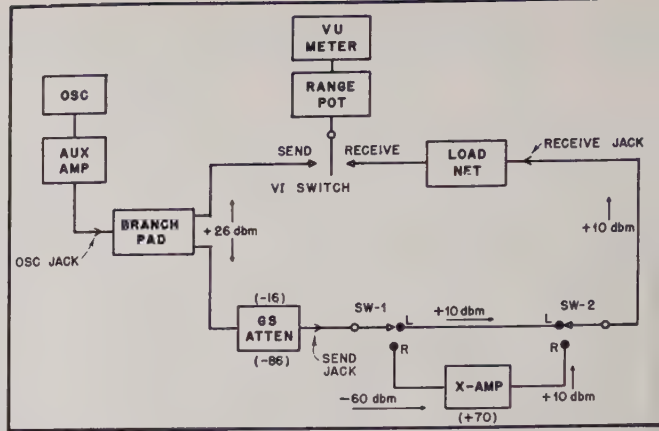 VU
METER
RANGE
POT
OSC
AUX
AMP
SEND
RECEIVE
VI SWITCH
LOAD
NET
RECEIVE JACK
BRANCH
PAD
OSC JACK
+26 dbm
+10 dbm
(-16)
GS
ATTEN
(-86)
SEND
JACK
SW-1
L
+10 dbm
L
SW-2
R
R
-60 dbm
X-AMP
(+70)
+10 dbm